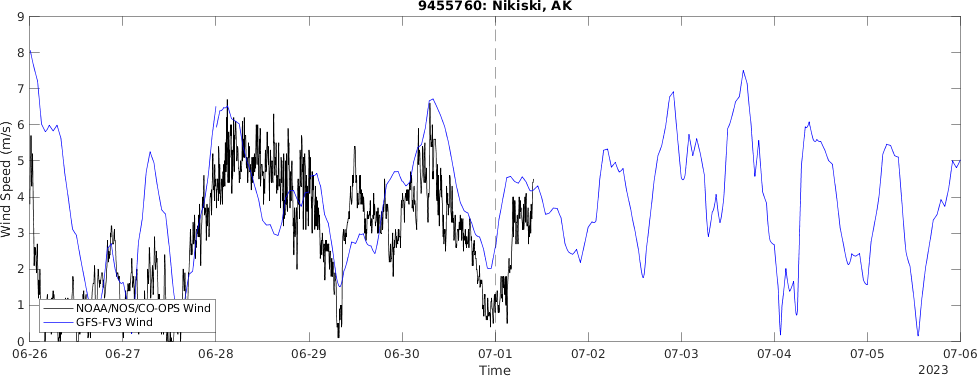 9455760: Nikiski, AK
9
8
7
6
5
4
3
2
1
0
Wind Speed (m/s)
NOAA/NOS/CO-OPS Wind
GFS-FV3 Wind
06-26 06-27 06-28 06-29 06-30 07-01 07-02 07-03 07-04 07-05 07-06
Time
2023